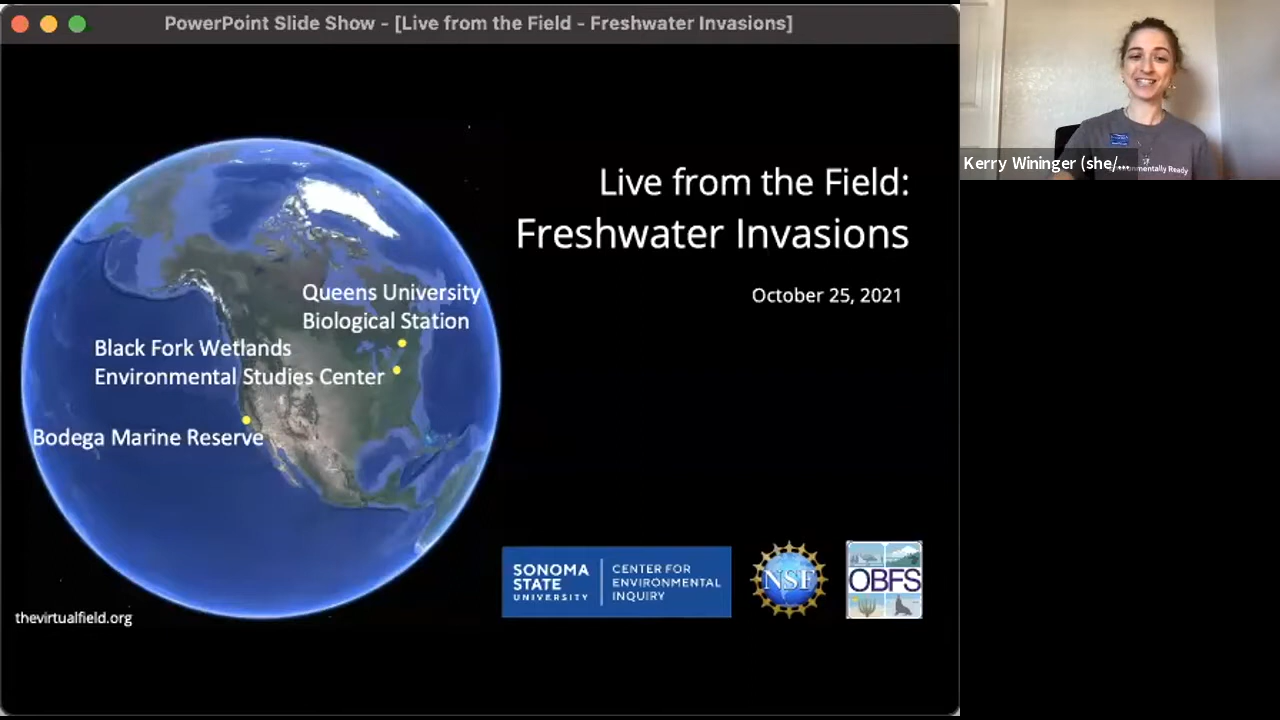 PowerPoint Slide Show - [Live from the Field - Freshwater Invasions]
Live from the Field:
Freshwater Invasions
October 25, 2021
Queens University
Biological Station
Black Fork Wetlands
Environmental Studies Center
Bodega Marine Reserve
SONOMA
STATE
UNIVERSITY
CENTER FOR
ENVIRONMENTAL
INQUIRY
NSF
OBFS
thevirtualfield.org
Kerry Wininger (she/...
mentally Ready